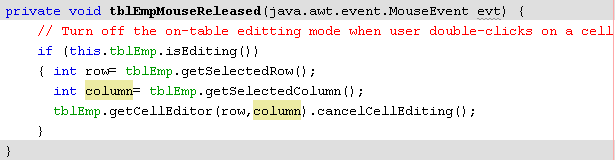 private void tblEmpMouseReleased(java.awt.event.MouseEvent evt) {
// Turn off the on-table editting mode when user double-clicks on a cell
if (this.tblEmp.isEditing())
{ int row= tblEmp.getSelectedRow();
int column= tblEmp.getSelectedColumn();
tblEmp.getCellEditor(row,column).cancelCellEditing();
}
}